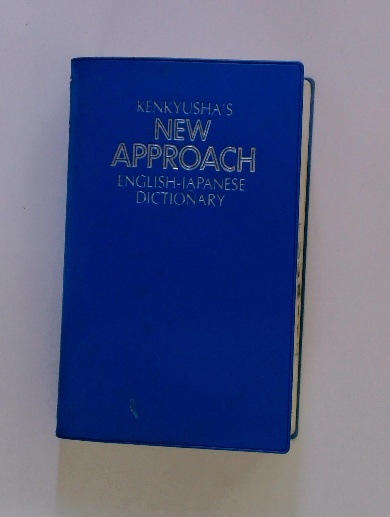 KENKYUSHA'S
NEW
APPROACH
ENGLISH-JAPANESE
DICTIONARY